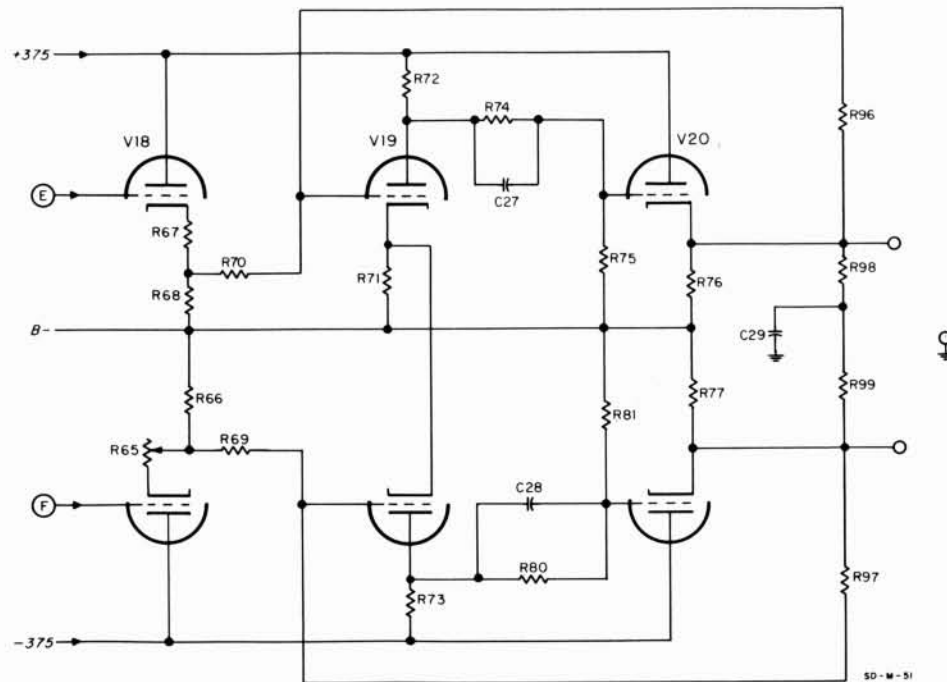 +375
R72
R74
R96
V18
V19
V20
E
C27
R67
R70
R71
R75
R76
R98
R68
B-
C29
R66
R77
R99
R81
R65
R69
F
C28
R80
R97
R73
-375
SD-M-51